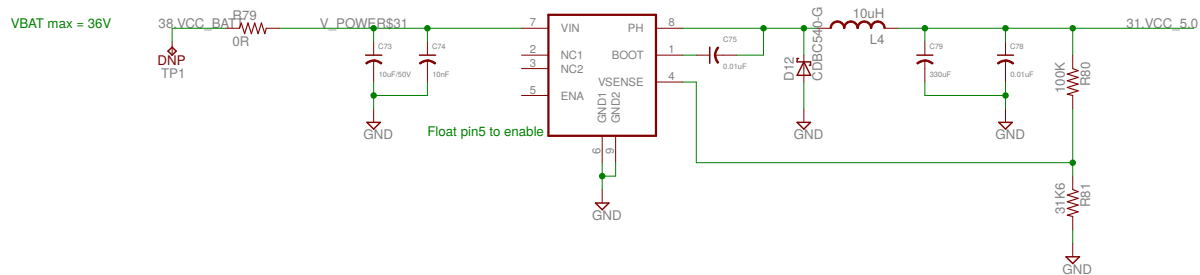 VBAT max = 36V
38.VCC_BATT
R79
0R
V_POWER$31
DNP
TP1
C73
10uF/50V
C74
10nF
GND
7
VIN
2
NC1
3
NC2
5
ENA
Float pin5 to enable
PH
8
BOOT
1
VSENSE
4
GND1
GND2
6
9
GND
C75
0.01uF
D12
CDBC540-G
GND
10uH
L4
C79
330uF
C78
0.01uF
GND
31.VCC_5.0
100K
R80
31K6
R81
GND